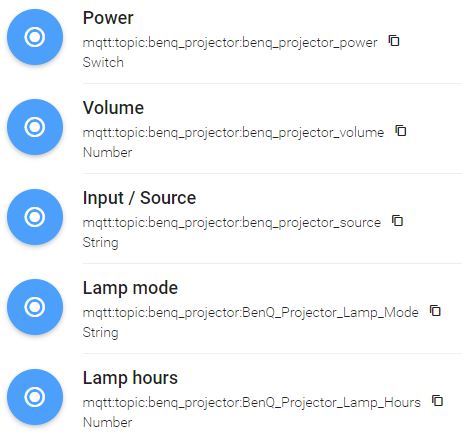 Power
mqtt:topic:benq_projector:benq_projector_power
Switch
Volume
mqtt:topic:benq_projector:benq_projector_volume
Number
Input / Source
mqtt:topic:benq_projector:benq_projector_source
String
Lamp mode
mqtt:topic:benq_projector:BenQ_Projector_Lamp_Mode
String
Lamp hours
mqtt:topic:benq_projector:BenQ_Projector_Lamp_Hours
Number